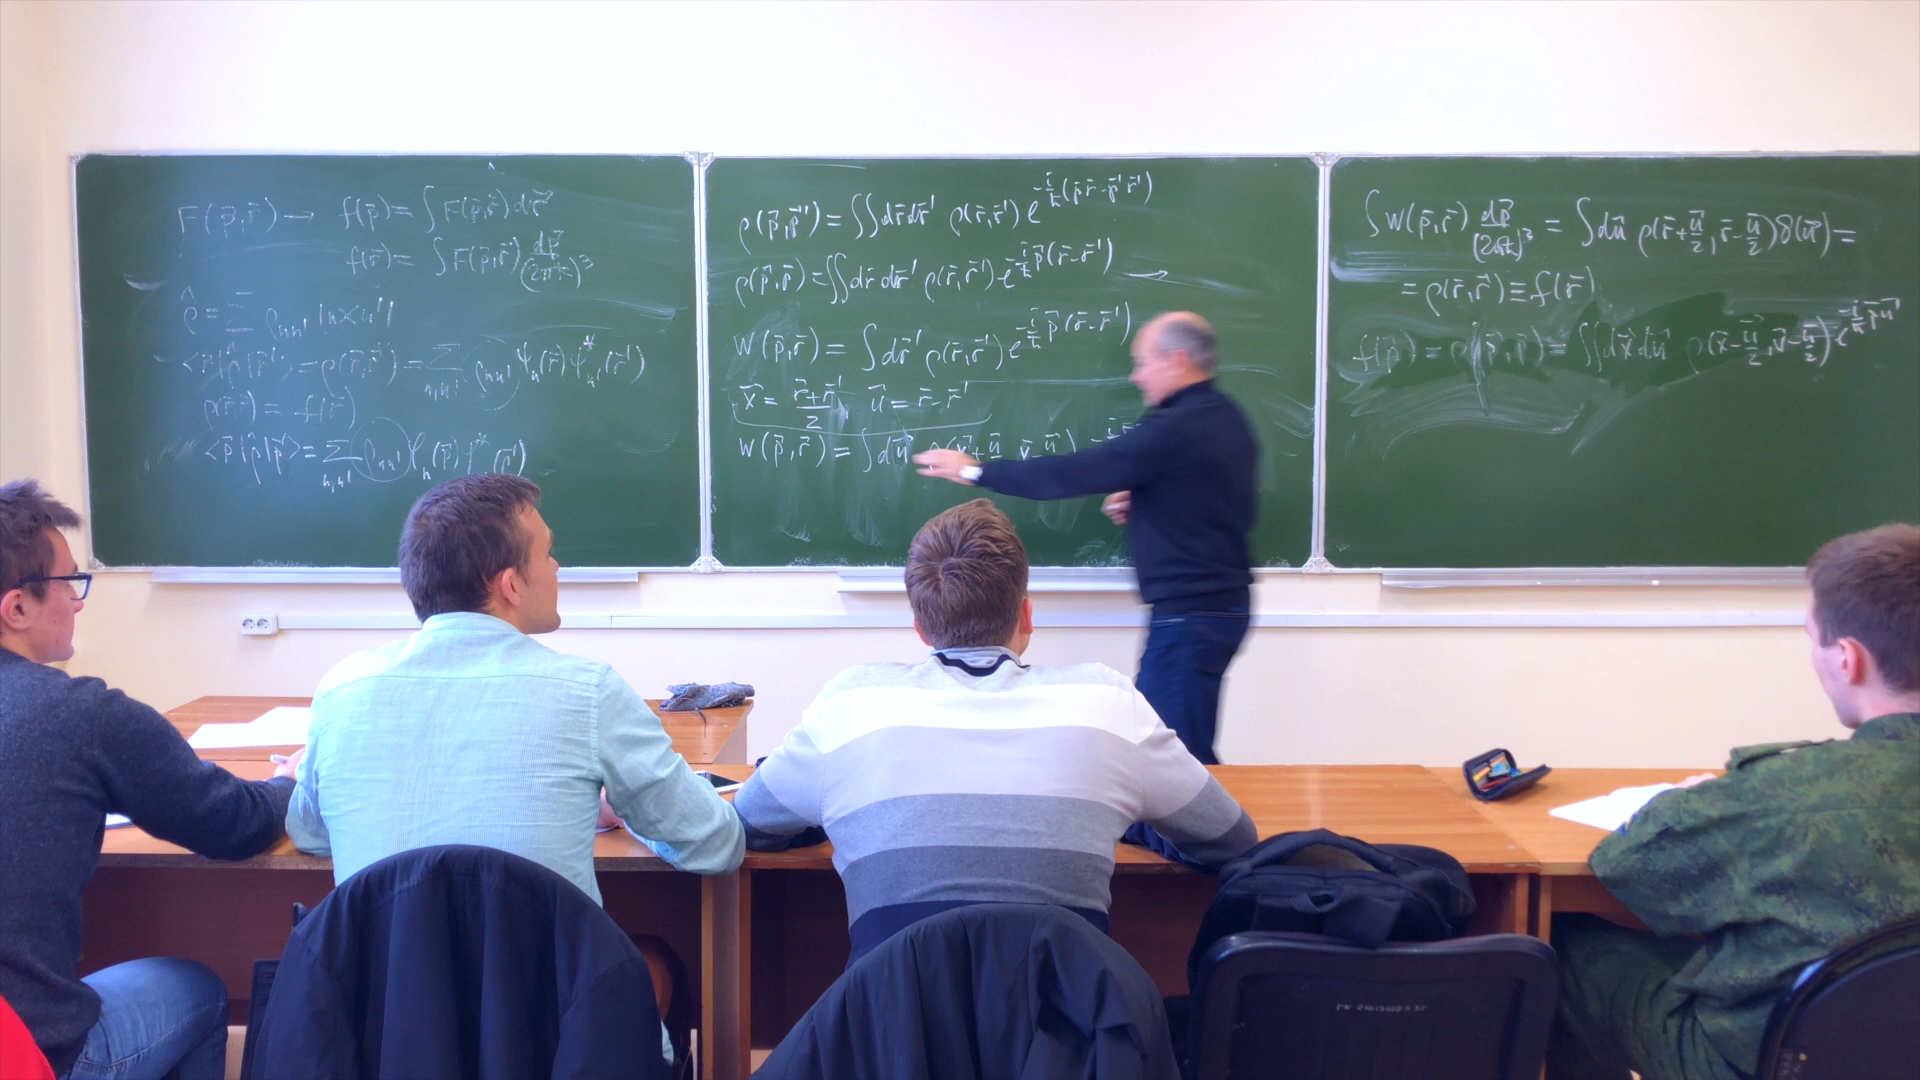 F(p⃗,r⃗) → f(p⃗) = ∫F(p⃗,r⃗)dr⃗
f(r⃗) = ∫F(p⃗,r⃗) dp⃗/(2πħ)³
ρ̂ = Σ ρₙₙ' |n><n'|
<r⃗|ρ̂|r⃗'> = ρ(r⃗,r⃗') = Σₙ,ₙ' ρₙₙ' ψₙ(r⃗) ψ*ₙ'(r⃗')
ρ(r⃗,r⃗) = f(r⃗)
<p⃗|ρ̂|p⃗'> = Σₙ,ₙ' ρₙₙ' φₙ(p⃗) φ* (p⃗')
ρ(p⃗,p⃗') = ∫∫dr⃗dr⃗' ρ(r⃗,r⃗') e^{-i/ħ(p⃗r⃗-p⃗'r⃗')}
ρ(p⃗,p⃗) = ∫∫dr⃗ dr⃗' ρ(r⃗,r⃗') e^{-i/ħ p⃗(r⃗-r⃗')} →
W(p⃗,r⃗) = ∫dr⃗' ρ(r⃗,r⃗') e^{-i/ħ p⃗(r⃗-r⃗')}
x⃗ = (r⃗+r⃗')/2 , u⃗ = r⃗-r⃗'
W(p⃗,r⃗) = ∫du⃗
∫W(p⃗,r⃗) dp⃗/(2πħ)³ = ∫du⃗ ρ(r⃗+u⃗/2, r⃗-u⃗/2)δ(u⃗) =
= ρ(r⃗,r⃗) ≡ f(r⃗)
f(p⃗) = ρ(p⃗,p⃗) = ∫∫dx⃗du⃗ ρ(x⃗-u⃗/2, x⃗-u⃗/2) e^{-i/ħ p⃗u⃗}